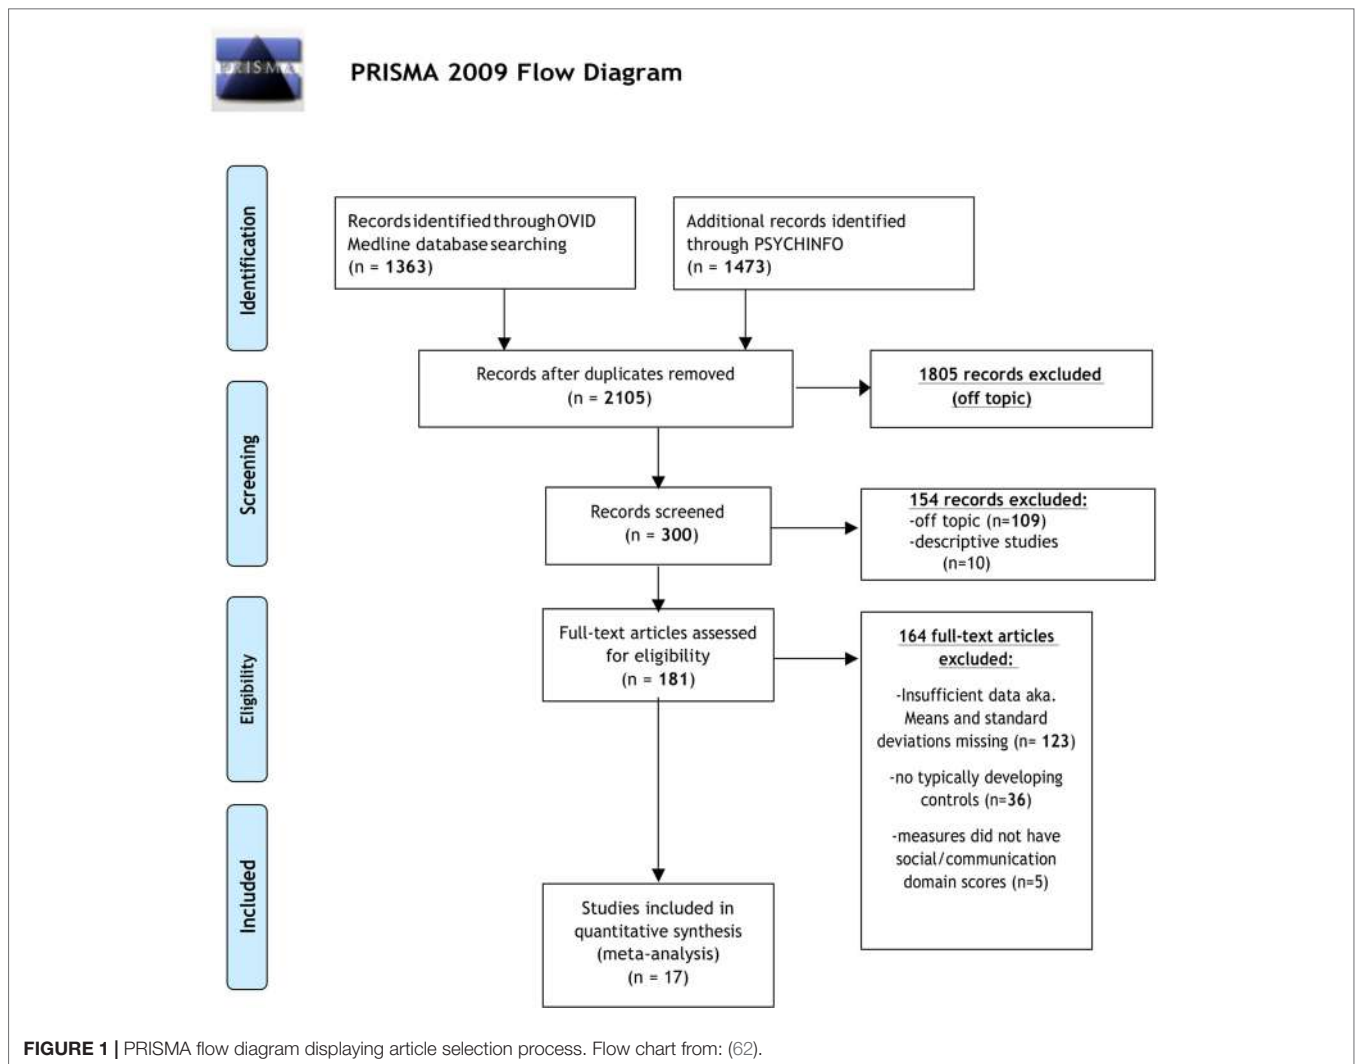 PRISMA
PRISMA 2009 Flow Diagram
Identification
Records identified through OVID
Medline database searching
(n = 1363)
Additional records identified
through PSYCHINFO
(n = 1473)
Records after duplicates removed
(n = 2105)
1805 records excluded
(off topic)
Screening
Records screened
(n = 300)
154 records excluded:
-off topic (n=109)
-descriptive studies
(n=10)
Eligibility
Full-text articles assessed
for eligibility
(n = 181)
164 full-text articles
excluded:
-Insufficient data aka.
Means and standard
deviations missing (n= 123)
-no typically developing
controls (n=36)
-measures did not have
social/communication
domain scores (n=5)
Included
Studies included in
quantitative synthesis
(meta-analysis)
(n = 17)
FIGURE 1 | PRISMA flow diagram displaying article selection process. Flow chart from: (62).